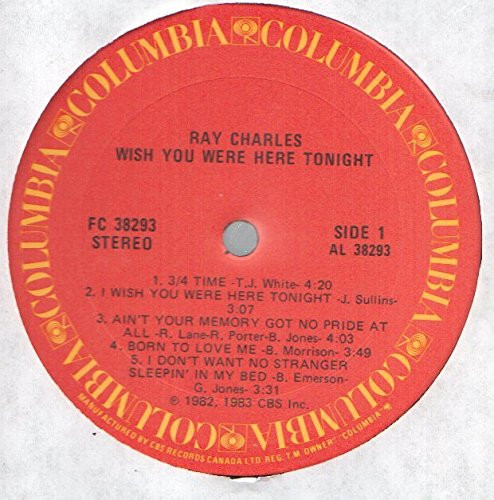 COLUMBIA COLUMBIA COLUMBIA COLUMBIA COLUMBIA COLUMBIA
RAY CHARLES
WISH YOU WERE HERE TONIGHT
FC 38293
STEREO
SIDE 1
AL 38293
1. 3/4 TIME -T.J. White- 4:20
2. I WISH YOU WERE HERE TONIGHT -J. Sullins-
3:07
3. AIN'T YOUR MEMORY GOT NO PRIDE AT
ALL -R. Lane-R. Porter-B. Jones- 4:03
4. BORN TO LOVE ME -B. Morrison- 3:49
5. I DON'T WANT NO STRANGER
SLEEPIN' IN MY BED -B. Emerson-
G. Jones- 3:31
℗ 1982, 1983 CBS Inc.
MANUFACTURED BY CBS RECORDS CANADA LTD. REG. T.M. OWNER "COLUMBIA"